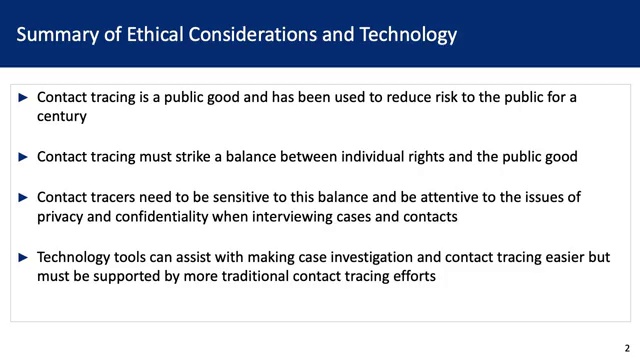 Summary of Ethical Considerations and Technology
► Contact tracing is a public good and has been used to reduce risk to the public for a
century
► Contact tracing must strike a balance between individual rights and the public good
► Contact tracers need to be sensitive to this balance and be attentive to the issues of
privacy and confidentiality when interviewing cases and contacts
► Technology tools can assist with making case investigation and contact tracing easier but
must be supported by more traditional contact tracing efforts
2